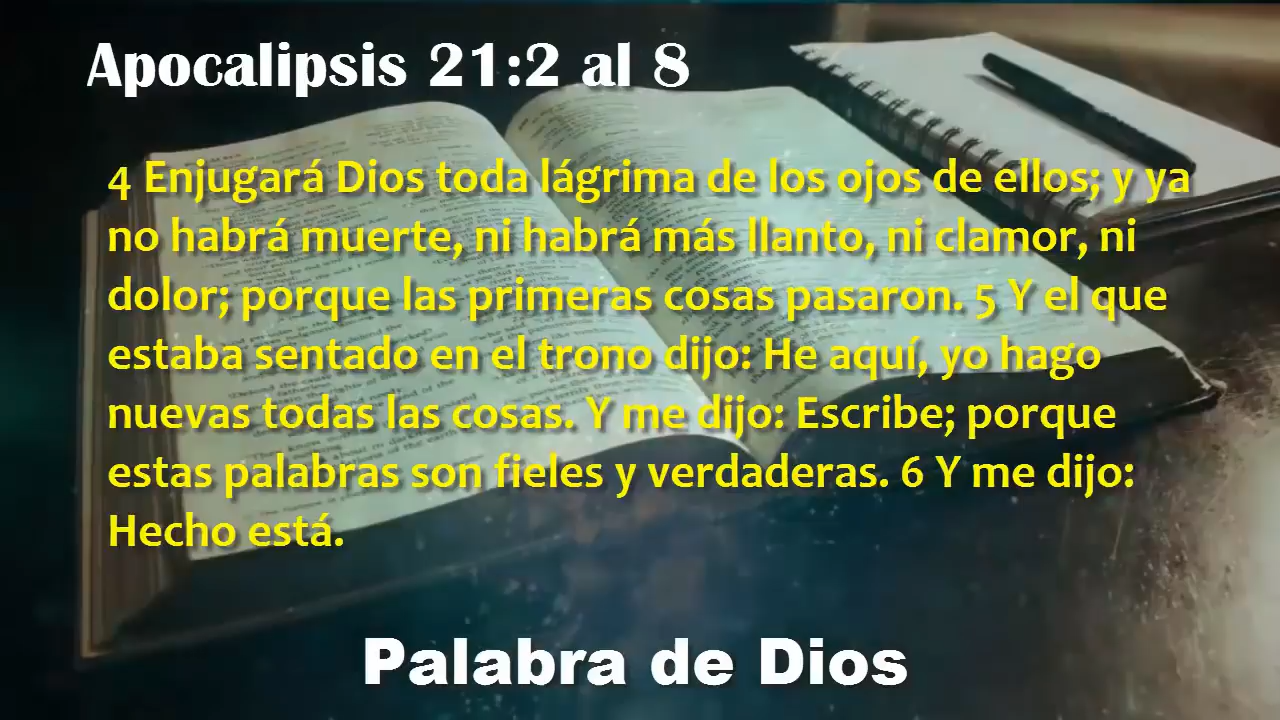 Apocalipsis 21:2 al 8
4 Enjugará Dios toda lágrima de los ojos de ellos; y ya
no habrá muerte, ni habrá más llanto, ni clamor, ni
dolor; porque las primeras cosas pasaron. 5 Y el que
estaba sentado en el trono dijo: He aquí, yo hago
nuevas todas las cosas. Y me dijo: Escribe; porque
estas palabras son fieles y verdaderas. 6 Y me dijo:
Hecho está.
Palabra de Dios